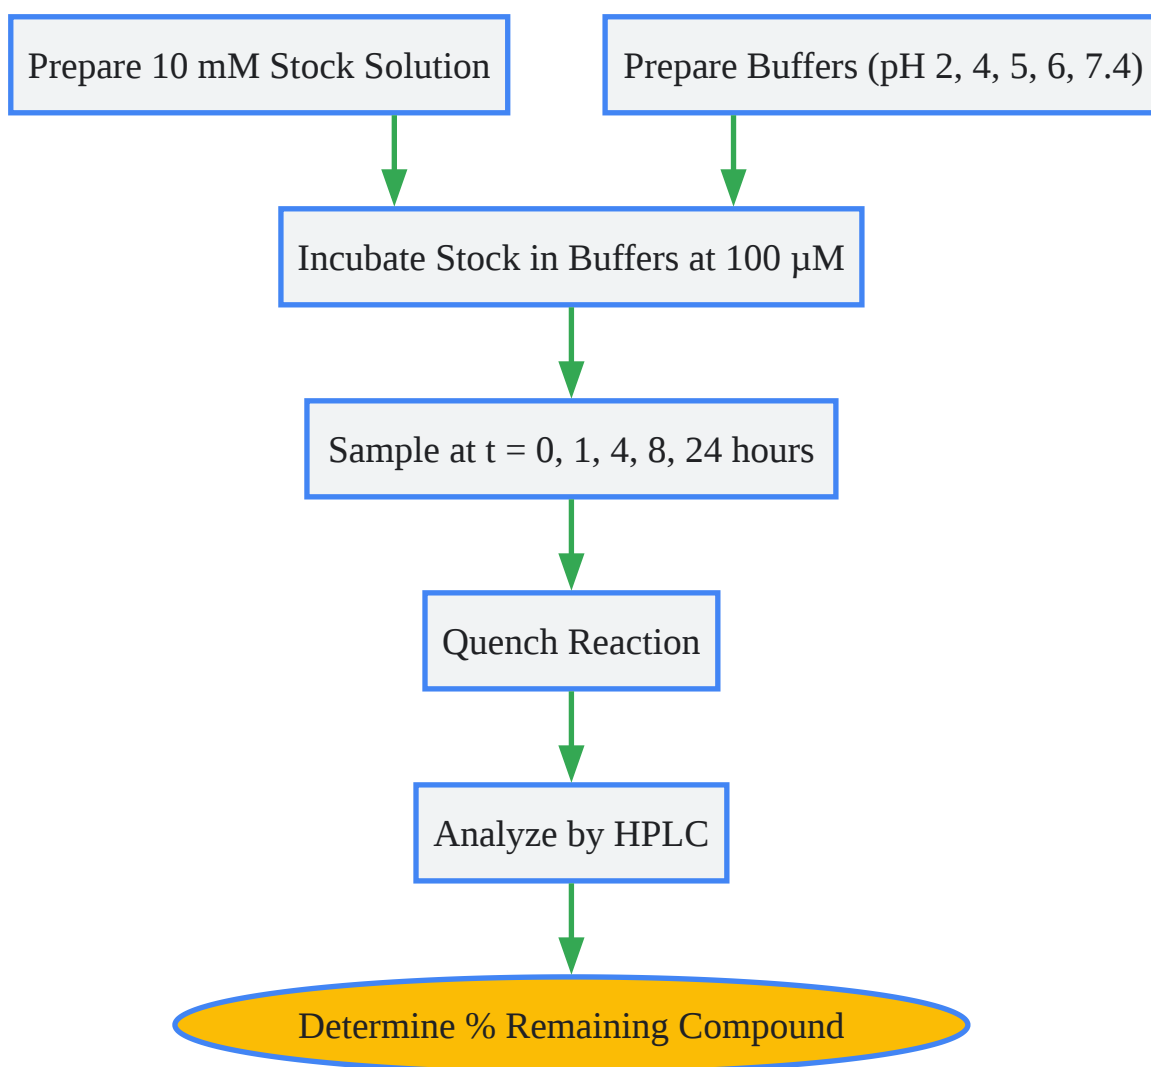 Prepare 10 mM Stock Solution
Prepare Buffers (pH 2, 4, 5, 6, 7.4)
Incubate Stock in Buffers at 100 µM
Sample at t = 0, 1, 4, 8, 24 hours
Quench Reaction
Analyze by HPLC
Determine % Remaining Compound